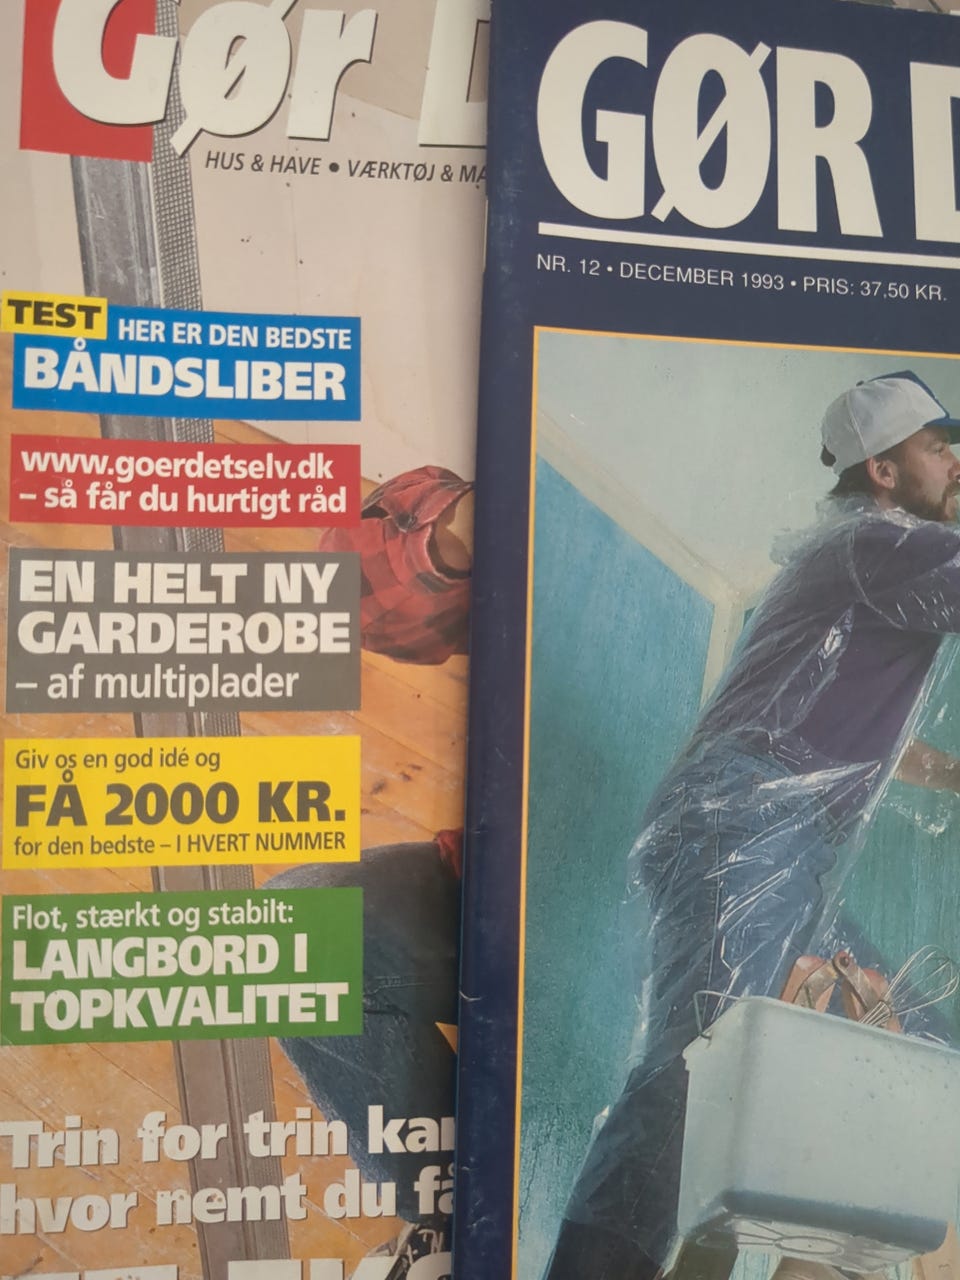 Gør
HUS & HAVE • VÆRKTØJ &
TEST
HER ER DEN BEDSTE
BÅNDSLIBER
www.goerdetselv.dk
– så får du hurtigt råd
EN HELT NY
GARDEROBE
– af multiplader
Giv os en god idé og
FÅ 2000 KR.
for den bedste – I HVERT NUMMER
Flot, stærkt og stabilt:
LANGBORD I
TOPKVALITET
Trin for trin
hvor nemt du
GØR
NR. 12 • DECEMBER 1993 • PRIS: 37,50 KR.